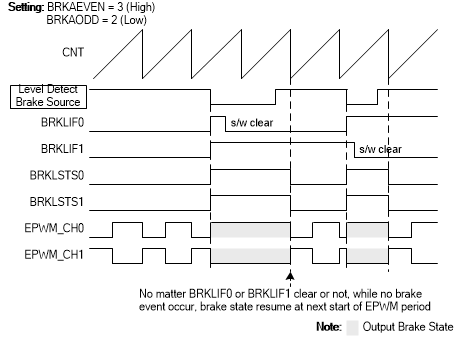 Setting: BRKAEVEN = 3 (High)
BRKAODD = 2 (Low)
CNT
Level Detect
Brake Source
BRKLIF0
s/w clear
BRKLIF1
s/w clear
BRKLSTS0
BRKLSTS1
EPWM_CH0
EPWM_CH1
No matter BRKLIF0 or BRKLIF1 clear or not, while no brake
event occur, brake state resume at next start of EPWM period
Note: Output Brake State